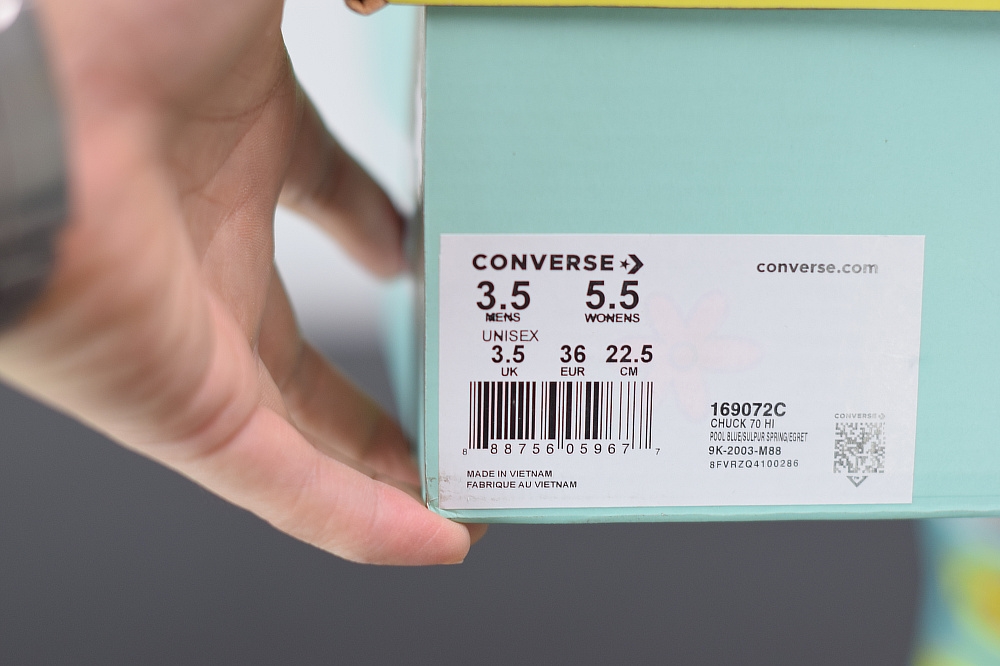 CONVERSE
converse.com
3.5 5.5
MENS WONENS
UNISEX
3.5 36 22.5
UK EUR CM
8 88756 05967 7
169072C
CHUCK 70 HI
POOL BLUE/SULPUR SPRING/EGRET
9K-2003-M88
8FVRZQ4100286
CONVERSE
MADE IN VIETNAM
FABRIQUE AU VIETNAM